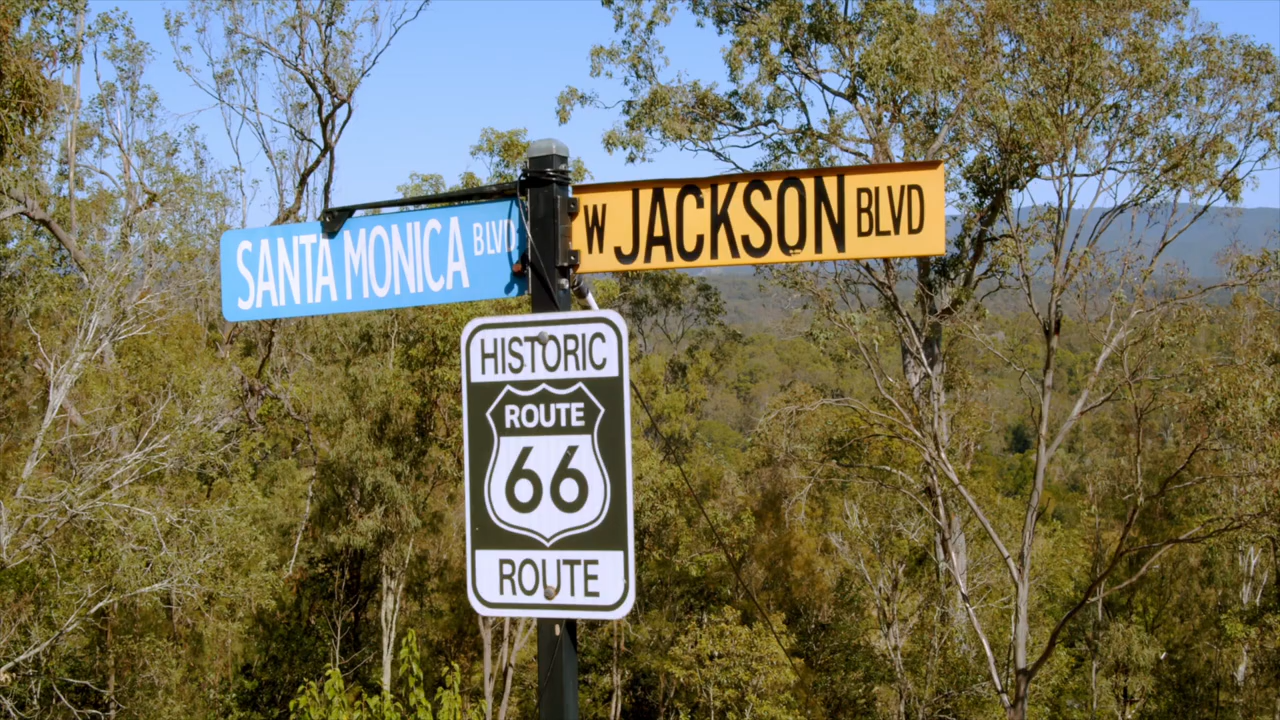 SANTA MONICA BLVD
W JACKSON BLVD
HISTORIC
ROUTE
66
ROUTE